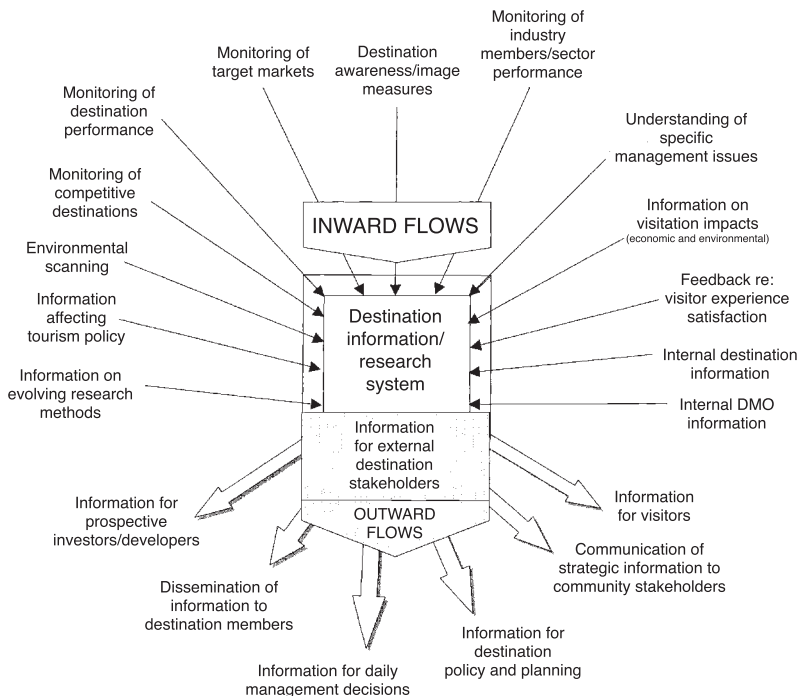 Monitoring of
industry
members/sector
performance
Monitoring of
target markets
Destination
awareness/image
measures
Monitoring of
destination
performance
Understanding of
specific
management issues
Monitoring of
competitive
destinations
Information on
visitation impacts
(economic and environmental)
INWARD FLOWS
Environmental
scanning
Feedback re:
visitor experience
satisfaction
Information
affecting
tourism policy
Destination
information/
research
system
Internal destination
information
Information on
evolving research
methods
Internal DMO
information
Information
for external
destination
stakeholders
OUTWARD
FLOWS
Information for
prospective
investors/developers
Information
for visitors
Dissemination of
information to
destination members
Communication of
strategic information to
community stakeholders
Information for daily
management decisions
Information for
destination
policy and planning